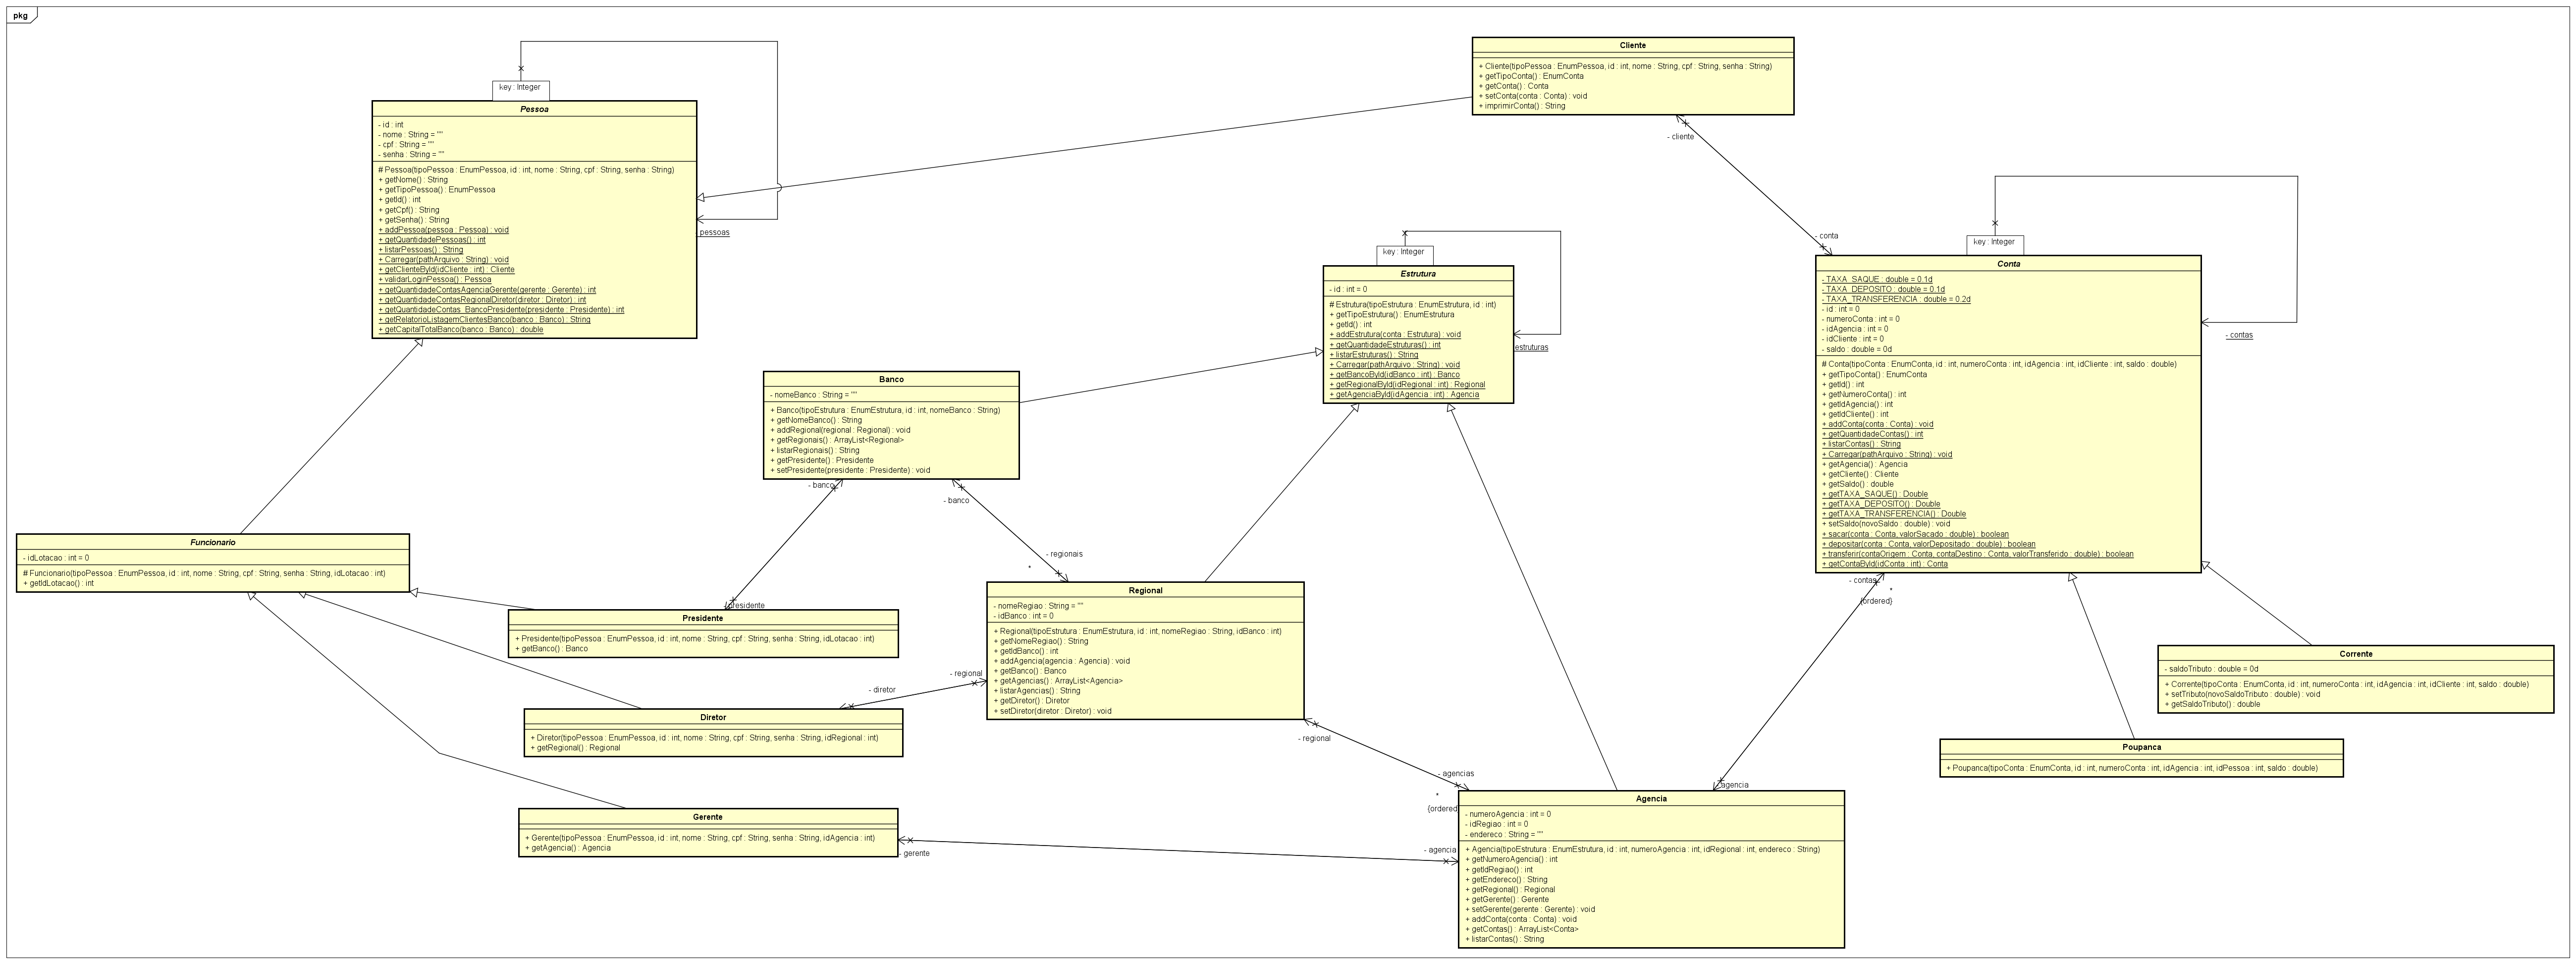 pkg
key : Integer
Pessoa
- id : int
- nome : String = ""
- cpf : String = ""
- senha : String = ""
# Pessoa(tipoPessoa : EnumPessoa, id : int, nome : String, cpf : String, senha : String)
+ getNome() : String
+ getTipoPessoa() : EnumPessoa
+ getId() : int
+ getCpf() : String
+ getSenha() : String
+ addPessoa(pessoa : Pessoa) : void
+ getQuantidadePessoas() : int
+ listarPessoas() : String
+ Carregar(pathArquivo : String) : void
+ getClienteById(idCliente : int) : Cliente
+ validarLoginPessoa() : Pessoa
+ getQuantidadeContasAgenciaGerente(gerente : Gerente) : int
+ getQuantidadeContasRegionalDiretor(diretor : Diretor) : int
+ getQuantidadeContas_BancoPresidente(presidente : Presidente) : int
+ getRelatorioListagemClientesBanco(banco : Banco) : String
+ getCapitalTotalBanco(banco : Banco) : double
pessoas
Cliente
+ Cliente(tipoPessoa : EnumPessoa, id : int, nome : String, cpf : String, senha : String)
+ getTipoConta() : EnumConta
+ getConta() : Conta
+ setConta(conta : Conta) : void
+ imprimirConta() : String
- cliente
- conta
key : Integer
Estrutura
- id : int = 0
# Estrutura(tipoEstrutura : EnumEstrutura, id : int)
+ getTipoEstrutura() : EnumEstrutura
+ getId() : int
+ addEstrutura(conta : Estrutura) : void
+ getQuantidadeEstruturas() : int
+ listarEstruturas() : String
+ Carregar(pathArquivo : String) : void
+ getBancoById(idBanco : int) : Banco
+ getRegionalById(idRegional : int) : Regional
+ getAgenciaById(idAgencia : int) : Agencia
estruturas
key : Integer
Conta
- TAXA_SAQUE : double = 0.1d
- TAXA_DEPOSITO : double = 0.1d
- TAXA_TRANSFERENCIA : double = 0.2d
- id : int = 0
- numeroConta : int = 0
- idAgencia : int = 0
- idCliente : int = 0
- saldo : double = 0d
# Conta(tipoConta : EnumConta, id : int, numeroConta : int, idAgencia : int, idCliente : int, saldo : double)
+ getTipoConta() : EnumConta
+ getId() : int
+ getNumeroConta() : int
+ getIdAgencia() : int
+ getIdCliente() : int
+ addConta(conta : Conta) : void
+ getQuantidadeContas() : int
+ listarContas() : String
+ Carregar(pathArquivo : String) : void
+ getAgencia() : Agencia
+ getCliente() : Cliente
+ getSaldo() : double
+ getTAXA_SAQUE() : Double
+ getTAXA_DEPOSITO() : Double
+ getTAXA_TRANSFERENCIA() : Double
+ setSaldo(novoSaldo : double) : void
+ sacar(conta : Conta, valorSacado : double) : boolean
+ depositar(conta : Conta, valorDepositado : double) : boolean
+ transferir(contaOrigem : Conta, contaDestino : Conta, valorTransferido : double) : boolean
+ getContaById(idConta : int) : Conta
- contas
Banco
- nomeBanco : String = ""
+ Banco(tipoEstrutura : EnumEstrutura, id : int, nomeBanco : String)
+ getNomeBanco() : String
+ addRegional(regional : Regional) : void
+ getRegionais() : ArrayList<Regional>
+ listarRegionais() : String
+ getPresidente() : Presidente
+ setPresidente(presidente : Presidente) : void
- banco
- banco
- regionais
*
Funcionario
- idLotacao : int = 0
# Funcionario(tipoPessoa : EnumPessoa, id : int, nome : String, cpf : String, senha : String, idLotacao : int)
+ getIdLotacao() : int
- presidente
Presidente
+ Presidente(tipoPessoa : EnumPessoa, id : int, nome : String, cpf : String, senha : String, idLotacao : int)
+ getBanco() : Banco
Regional
- nomeRegiao : String = ""
- idBanco : int = 0
+ Regional(tipoEstrutura : EnumEstrutura, id : int, nomeRegiao : String, idBanco : int)
+ getNomeRegiao() : String
+ getIdBanco() : int
+ addAgencia(agencia : Agencia) : void
+ getBanco() : Banco
+ getAgencias() : ArrayList<Agencia>
+ listarAgencias() : String
+ getDiretor() : Diretor
+ setDiretor(diretor : Diretor) : void
- regional
- diretor
Diretor
+ Diretor(tipoPessoa : EnumPessoa, id : int, nome : String, cpf : String, senha : String, idRegional : int)
+ getRegional() : Regional
- contas
*
{ordered}
Corrente
- saldoTributo : double = 0d
+ Corrente(tipoConta : EnumConta, id : int, numeroConta : int, idAgencia : int, idCliente : int, saldo : double)
+ setTributo(novoSaldoTributo : double) : void
+ getSaldoTributo() : double
Poupanca
+ Poupanca(tipoConta : EnumConta, id : int, numeroConta : int, idAgencia : int, idPessoa : int, saldo : double)
- regional
- agencias
*
{ordered
agencia
Gerente
+ Gerente(tipoPessoa : EnumPessoa, id : int, nome : String, cpf : String, senha : String, idAgencia : int)
+ getAgencia() : Agencia
- gerente
- agencia
Agencia
- numeroAgencia : int = 0
- idRegiao : int = 0
- endereco : String = ""
+ Agencia(tipoEstrutura : EnumEstrutura, id : int, numeroAgencia : int, idRegional : int, endereco : String)
+ getNumeroAgencia() : int
+ getIdRegiao() : int
+ getEndereco() : String
+ getRegional() : Regional
+ getGerente() : Gerente
+ setGerente(gerente : Gerente) : void
+ addConta(conta : Conta) : void
+ getContas() : ArrayList<Conta>
+ listarContas() : String